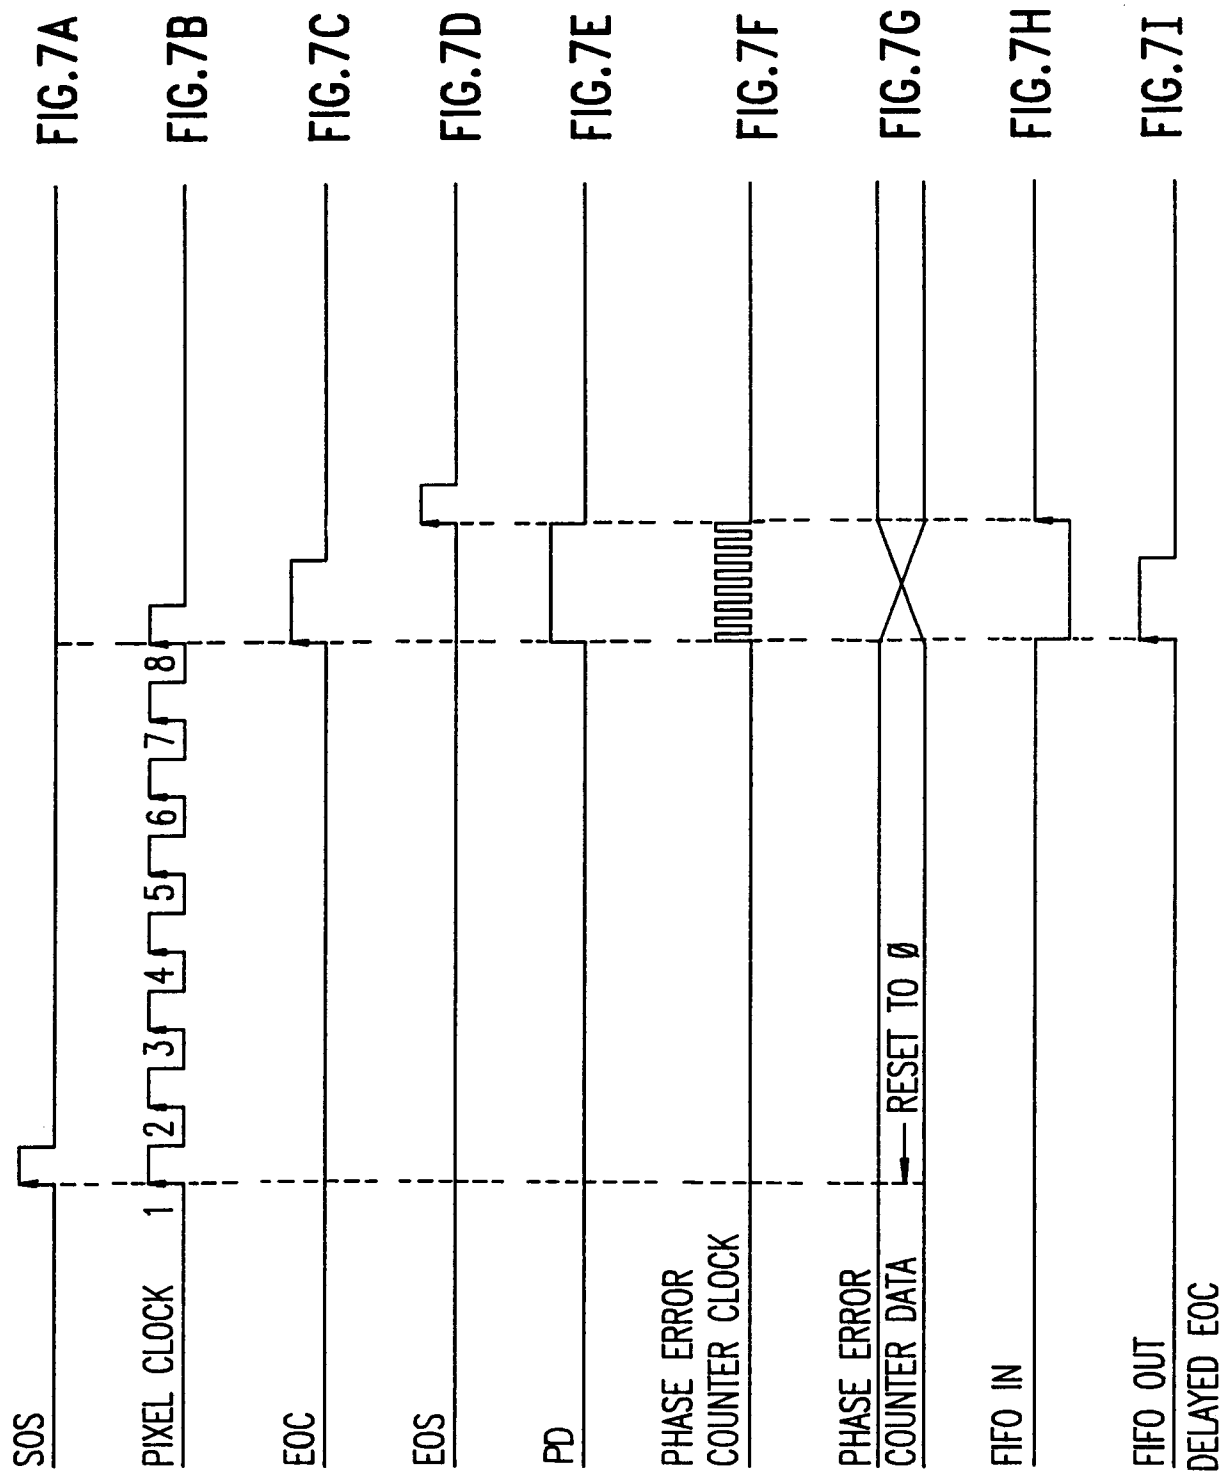 SOS
FIG.7A
PIXEL CLOCK
1 2 3 4 5 6 7 8
FIG.7B
EOC
FIG.7C
EOS
FIG.7D
PD
FIG.7E
PHASE ERROR
COUNTER CLOCK
FIG.7F
PHASE ERROR
COUNTER DATA
RESET TO Ø
FIG.7G
FIFO IN
FIG.7H
FIFO OUT
DELAYED EOC
FIG.7I